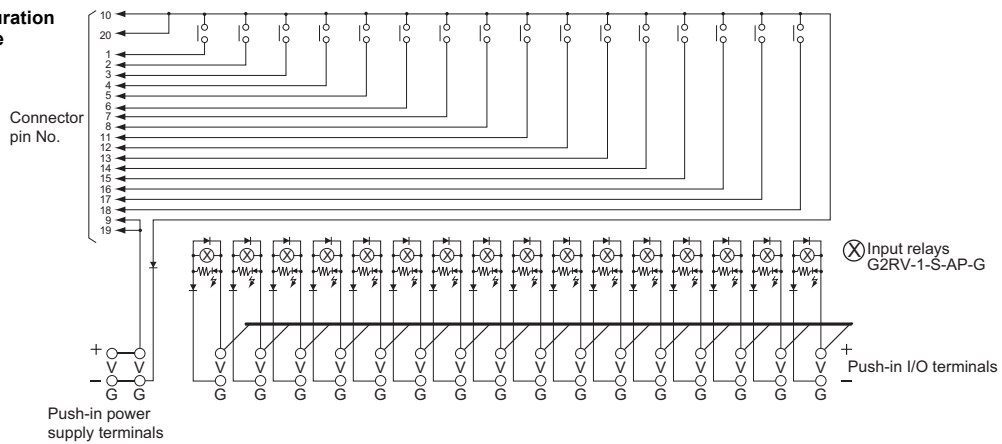 uration
e
10
20
1
2
3
4
5
6
7
8
11
12
13
14
15
16
17
18
9
19
Connector
pin No.
X Input relays
G2RV-1-S-AP-G
+ V V V V V V V V V V V V V V V V V V +
Push-in I/O terminals
− G G G G G G G G G G G G G G G G G G −
Push-in power
supply terminals